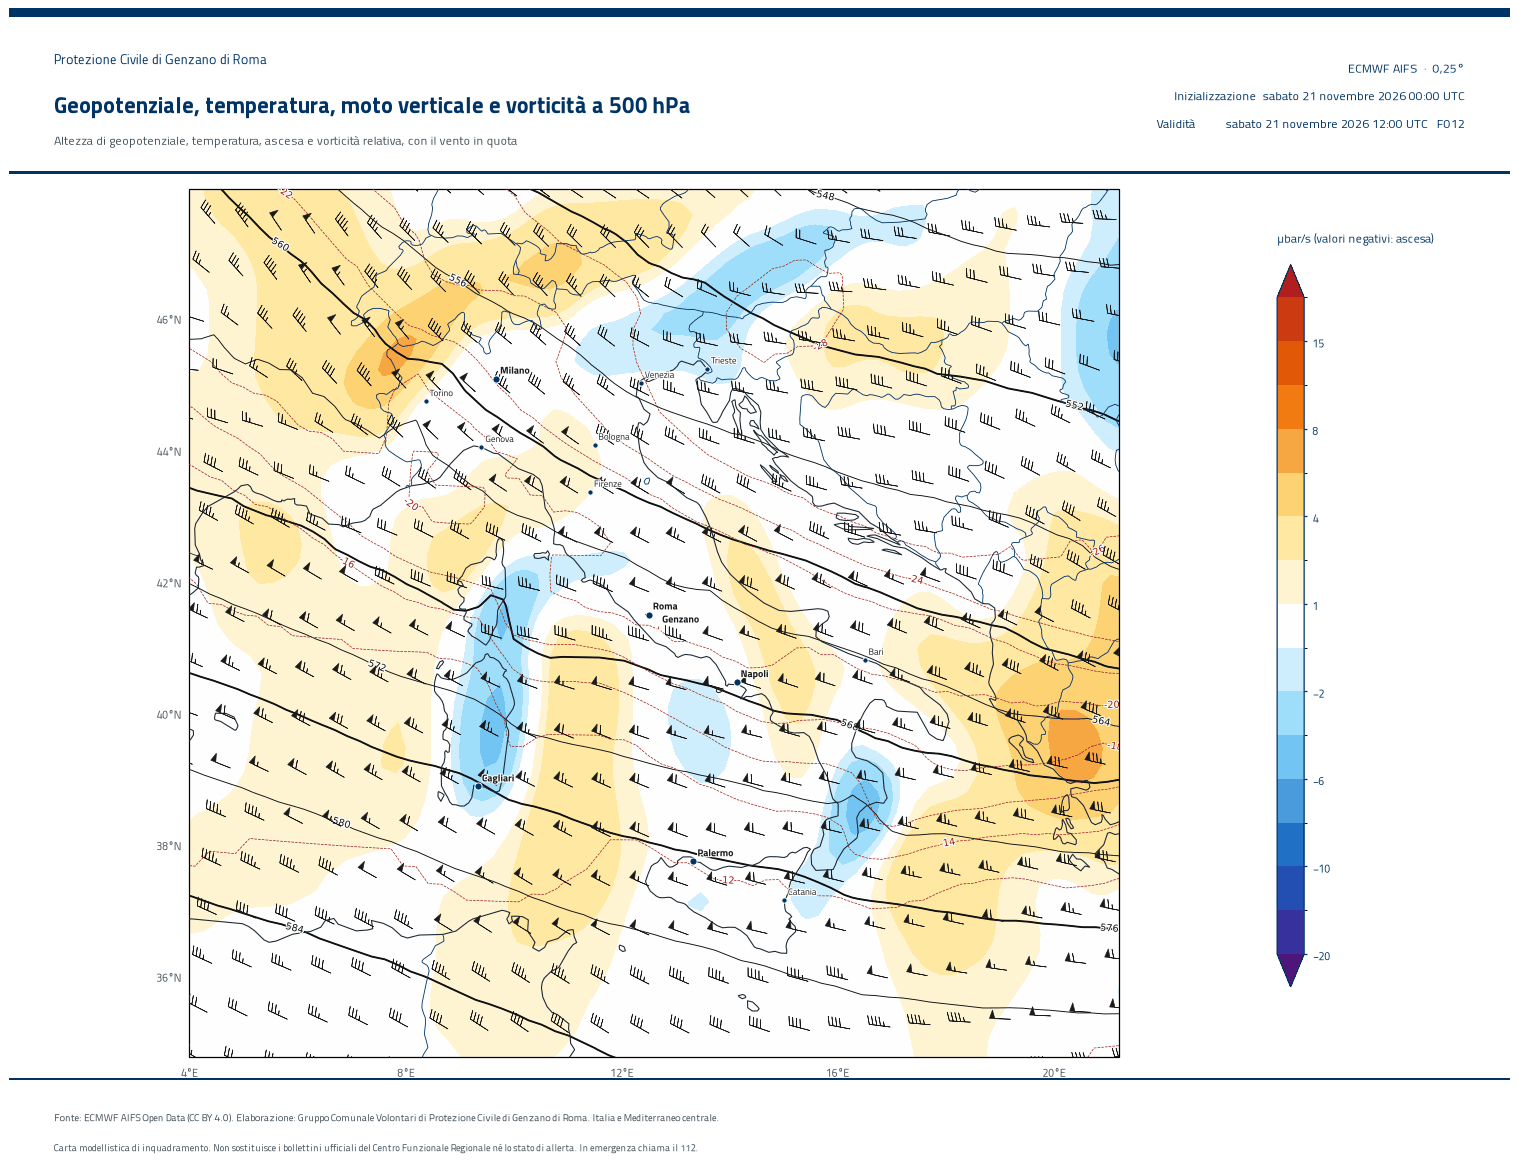 Protezione Civile di Genzano di Roma
Geopotenziale, temperatura, moto verticale e vorticità a 500 hPa
Altezza di geopotenziale, temperatura, ascesa e vorticità relativa, con il vento in quota
ECMWF AIFS · 0,25°
Inizializzazione sabato 21 novembre 2026 00:00 UTC
Validità sabato 21 novembre 2026 12:00 UTC F012
µbar/s (valori negativi: ascesa)
15
8
4
1
−2
−6
−10
−20
46°N
44°N
42°N
40°N
38°N
36°N
4°E
8°E
12°E
16°E
20°E
-22
548
560
556
-28
552
Trieste
Venezia
Milano
Torino
Genova
Bologna
Firenze
-20
-16
-26
-24
Roma
Genzano
Bari
572
Napoli
-20
564
568
-18
Cagliari
580
-14
Palermo
-12
Catania
584
576
Fonte: ECMWF AIFS Open Data (CC BY 4.0). Elaborazione: Gruppo Comunale Volontari di Protezione Civile di Genzano di Roma. Italia e Mediterraneo centrale.
Carta modellistica di inquadramento. Non sostituisce i bollettini ufficiali del Centro Funzionale Regionale né lo stato di allerta. In emergenza chiama il 112.